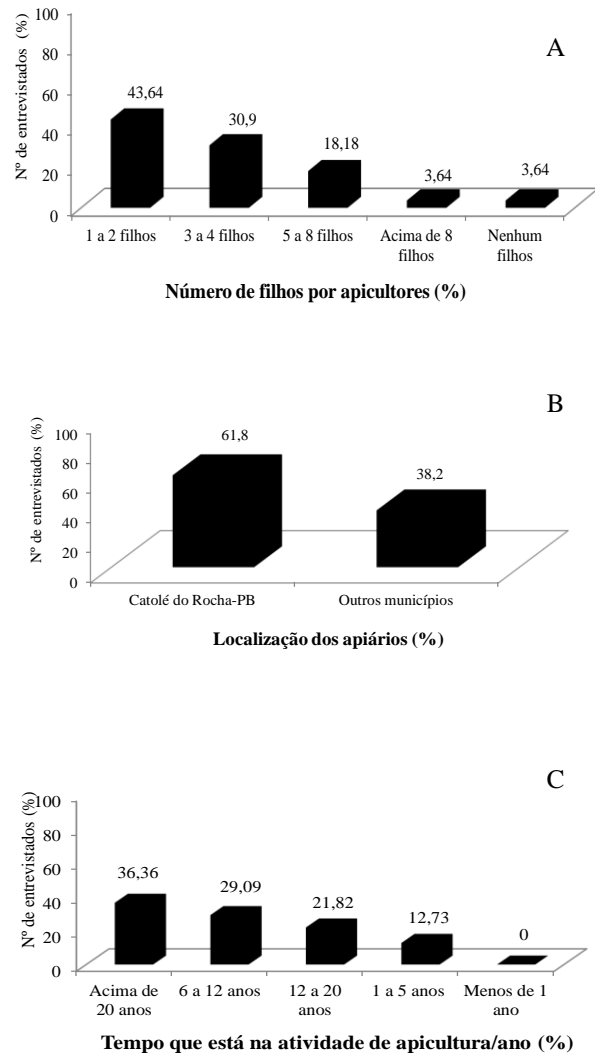 A
Nº de entrevistados (%)
100
80
60
40
20
0
43,64
30,9
18,18
3,64
3,64
1 a 2 filhos
3 a 4 filhos
5 a 8 filhos
Acima de 8
filhos
Nenhum
filhos
Número de filhos por apicultores (%)
B
Nº de entrevistados (%)
100
80
60
40
20
0
61,8
38,2
Catolé do Rocha-PB
Outros municípios
Localização dos apiários (%)
C
Nº de entrevistados (%)
100
80
60
40
20
0
36,36
29,09
21,82
12,73
0
Acima de
20 anos
6 a 12 anos
12 a 20
anos
1 a 5 anos
Menos de 1
ano
Tempo que está na atividade de apicultura/ano (%)